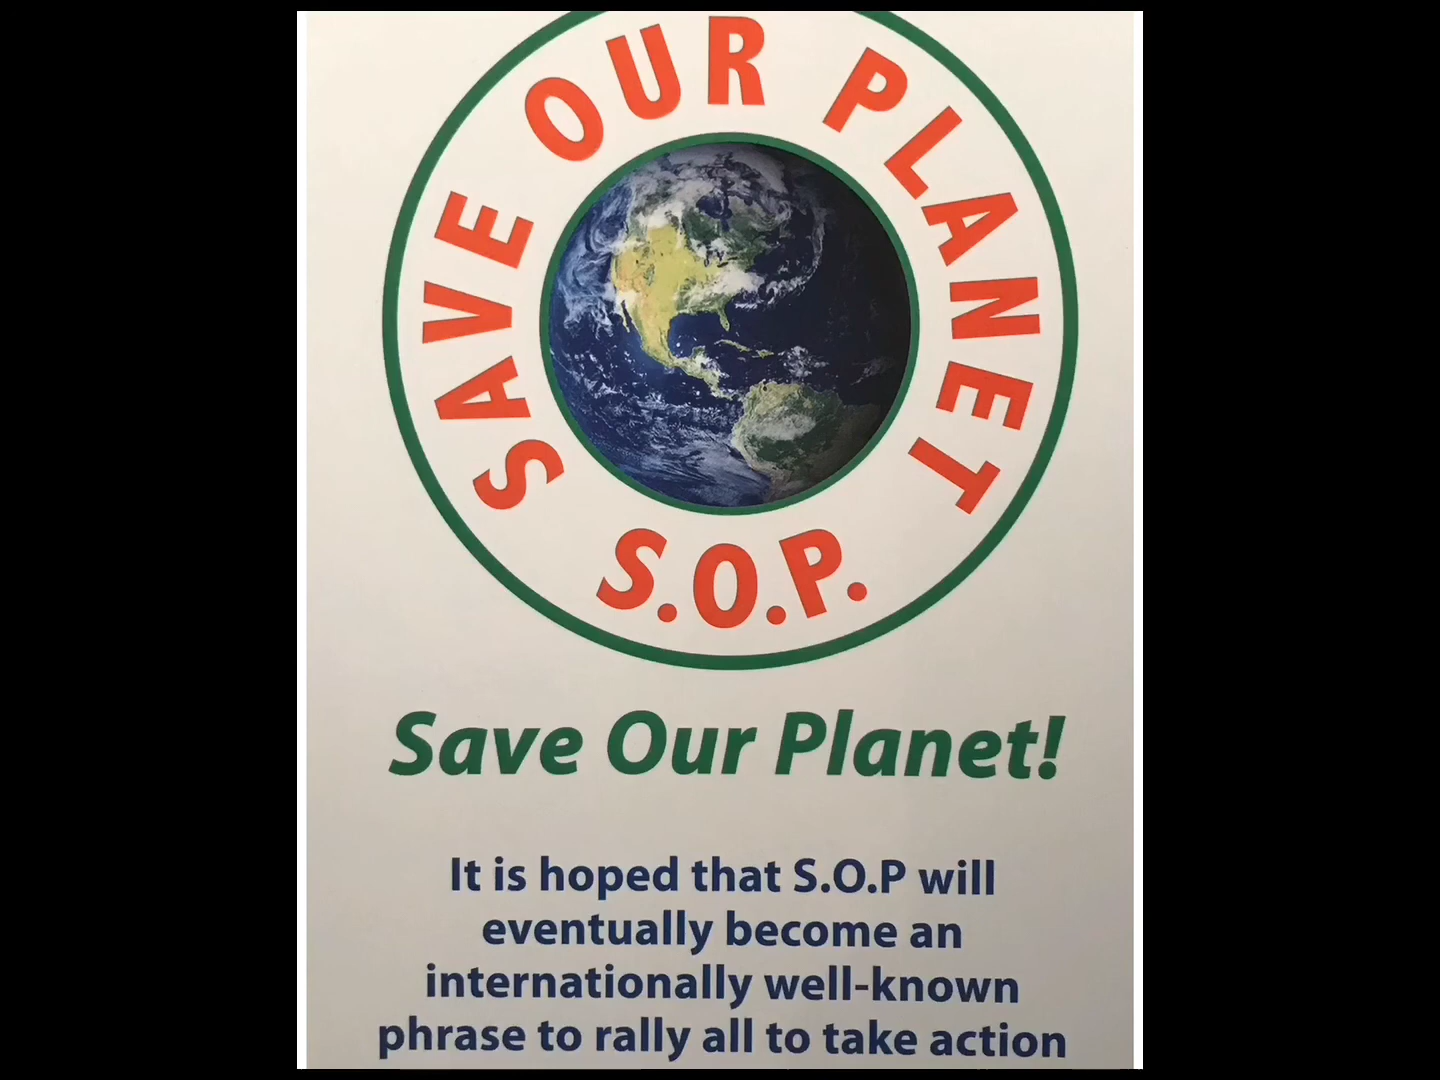 SAVE OUR PLANET
S.O.P.
Save Our Planet!
It is hoped that S.O.P will
eventually become an
internationally well-known
phrase to rally all to take action